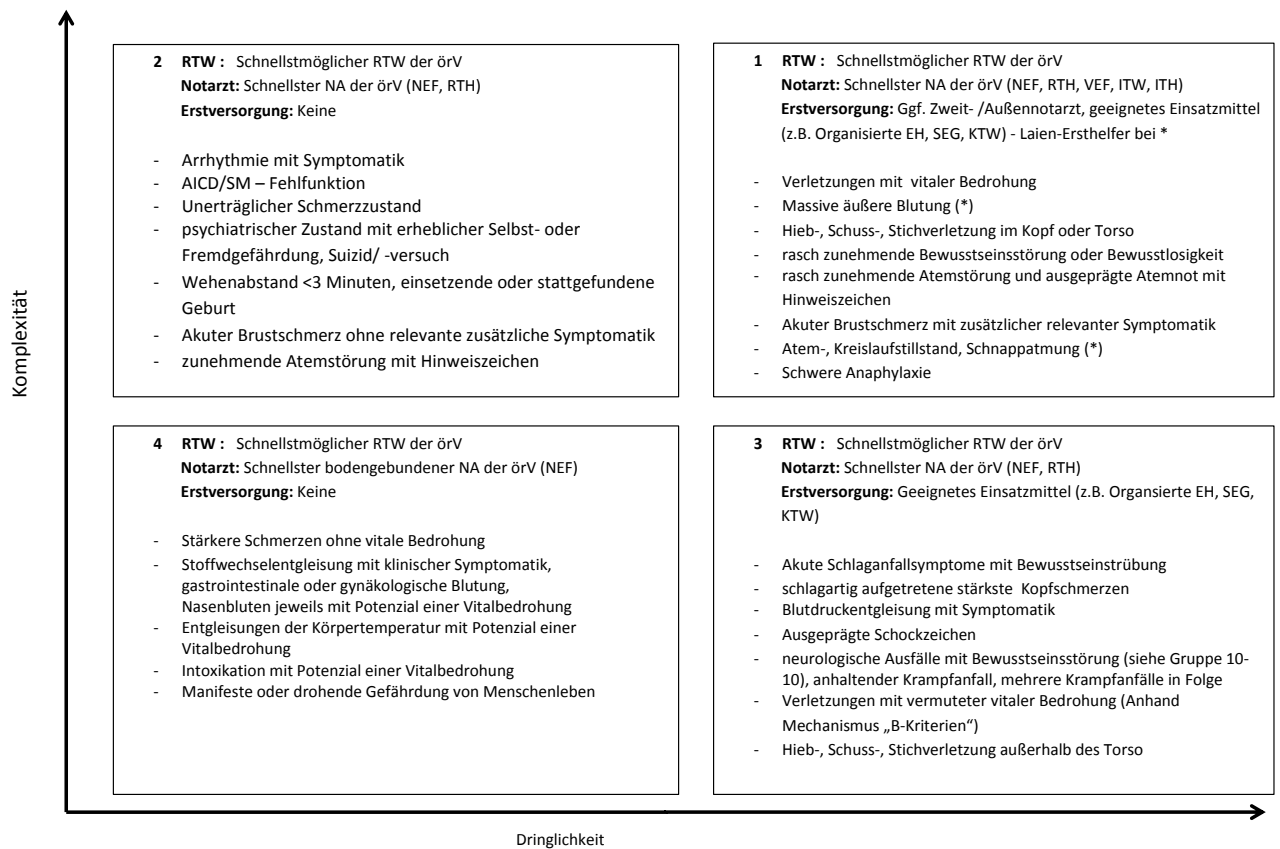 Komplexität
2 RTW : Schnellstmöglicher RTW der örV
Notarzt: Schnellster NA der örV (NEF, RTH)
Erstversorgung: Keine
- Arrhythmie mit Symptomatik
- AICD/SM – Fehlfunktion
- Unerträglicher Schmerzzustand
- psychiatrischer Zustand mit erheblicher Selbst- oder
Fremdgefährdung, Suizid/ -versuch
- Wehenabstand <3 Minuten, einsetzende oder stattgefundene
Geburt
- Akuter Brustschmerz ohne relevante zusätzliche Symptomatik
- zunehmende Atemstörung mit Hinweiszeichen
1 RTW : Schnellstmöglicher RTW der örV
Notarzt: Schnellster NA der örV (NEF, RTH, VEF, ITW, ITH)
Erstversorgung: Ggf. Zweit- /Außennotarzt, geeignetes Einsatzmittel
(z.B. Organisierte EH, SEG, KTW) - Laien-Ersthelfer bei *
- Verletzungen mit vitaler Bedrohung
- Massive äußere Blutung (*)
- Hieb-, Schuss-, Stichverletzung im Kopf oder Torso
- rasch zunehmende Bewusstseinsstörung oder Bewusstlosigkeit
- rasch zunehmende Atemstörung und ausgeprägte Atemnot mit
Hinweiszeichen
- Akuter Brustschmerz mit zusätzlicher relevanter Symptomatik
- Atem-, Kreislaufstillstand, Schnappatmung (*)
- Schwere Anaphylaxie
4 RTW : Schnellstmöglicher RTW der örV
Notarzt: Schnellster bodengebundener NA der örV (NEF)
Erstversorgung: Keine
- Stärkere Schmerzen ohne vitale Bedrohung
- Stoffwechselentgleisung mit klinischer Symptomatik,
gastrointestinale oder gynäkologische Blutung,
Nasenbluten jeweils mit Potenzial einer Vitalbedrohung
- Entgleisungen der Körpertemperatur mit Potenzial einer
Vitalbedrohung
- Intoxikation mit Potenzial einer Vitalbedrohung
- Manifeste oder drohende Gefährdung von Menschenleben
3 RTW : Schnellstmöglicher RTW der örV
Notarzt: Schnellster NA der örV (NEF, RTH)
Erstversorgung: Geeignetes Einsatzmittel (z.B. Organsierte EH, SEG,
KTW)
- Akute Schlaganfallsymptome mit Bewusstseinstrübung
- schlagartig aufgetretene stärkste Kopfschmerzen
- Blutdruckentgleisung mit Symptomatik
- Ausgeprägte Schockzeichen
- neurologische Ausfälle mit Bewusstseinsstörung (siehe Gruppe 10-
10), anhaltender Krampfanfall, mehrere Krampfanfälle in Folge
- Verletzungen mit vermuteter vitaler Bedrohung (Anhand
Mechanismus „B-Kriterien“)
- Hieb-, Schuss-, Stichverletzung außerhalb des Torso
Dringlichkeit